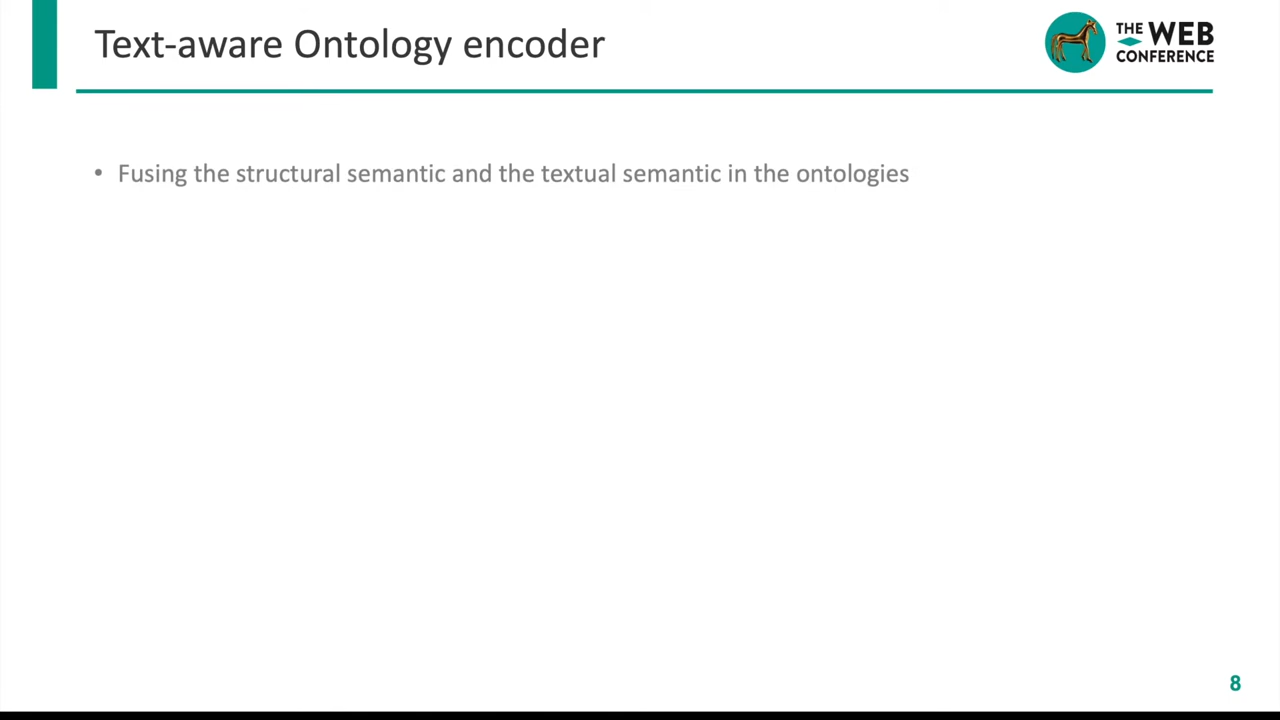 Text-aware Ontology encoder
THE WEB
CONFERENCE
• Fusing the structural semantic and the textual semantic in the ontologies
8